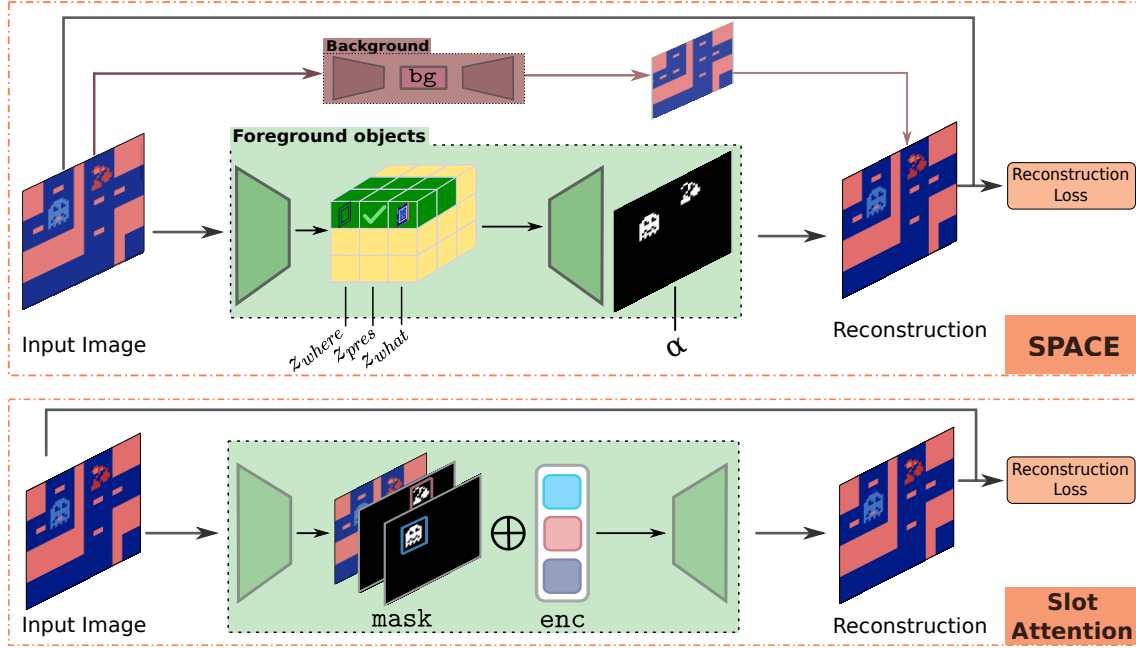 Background
bg
Foreground objects
Reconstruction
Loss
z_where
z_pres
z_what
α
Input Image
Reconstruction
SPACE
Reconstruction
Loss
mask
enc
Input Image
Reconstruction
Slot
Attention